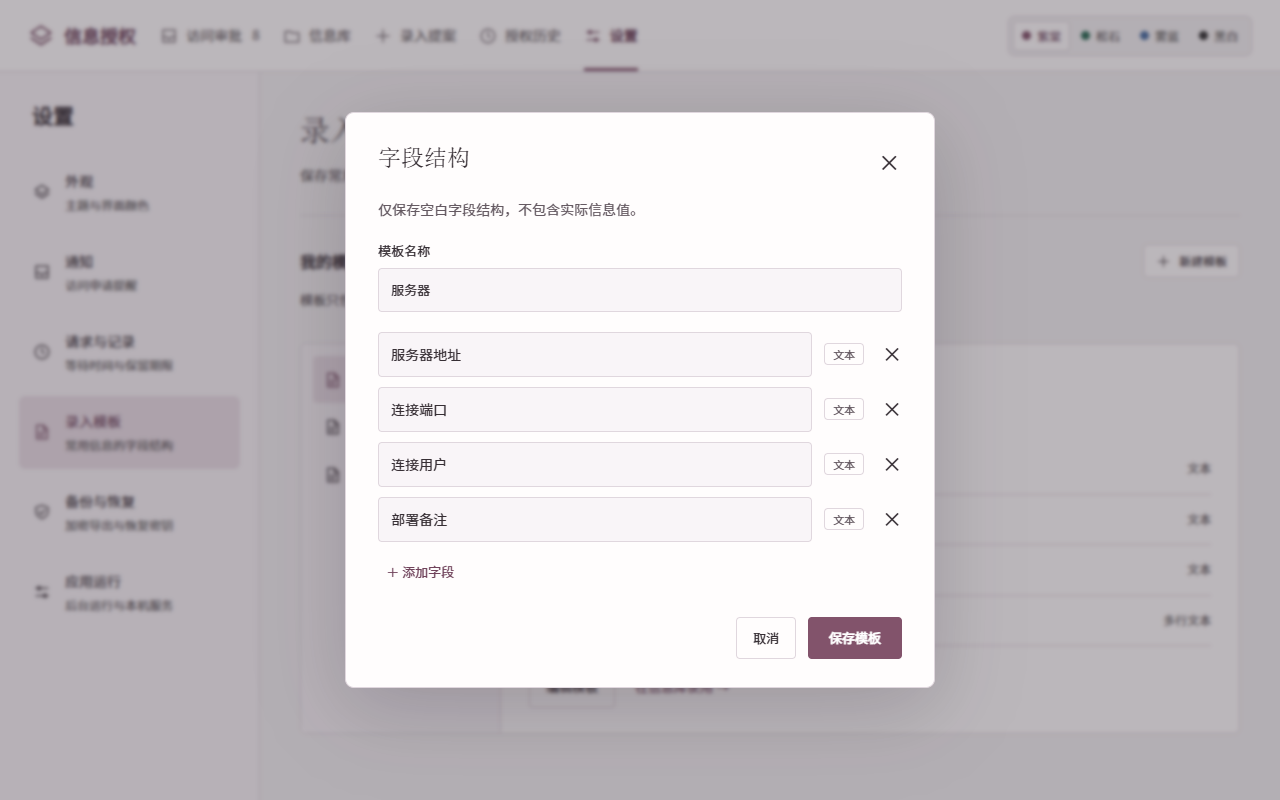 信息授权
访问审批 8
信息库
录入提案
授权历史
设置
紫棠
松石
黑白
设置
外观
主题与界面颜色
通知
访问申请提醒
请求与记录
等待时间与保留期限
录入模板
常用信息的字段结构
备份与恢复
加密导出与恢复密钥
应用运行
后台运行与本机服务
录入
我的模
新建模板
文本
文本
文本
多行文本
字段结构
仅保存空白字段结构，不包含实际信息值。
模板名称
服务器
服务器地址
文本
连接端口
文本
连接用户
文本
部署备注
文本
添加字段
取消
保存模板